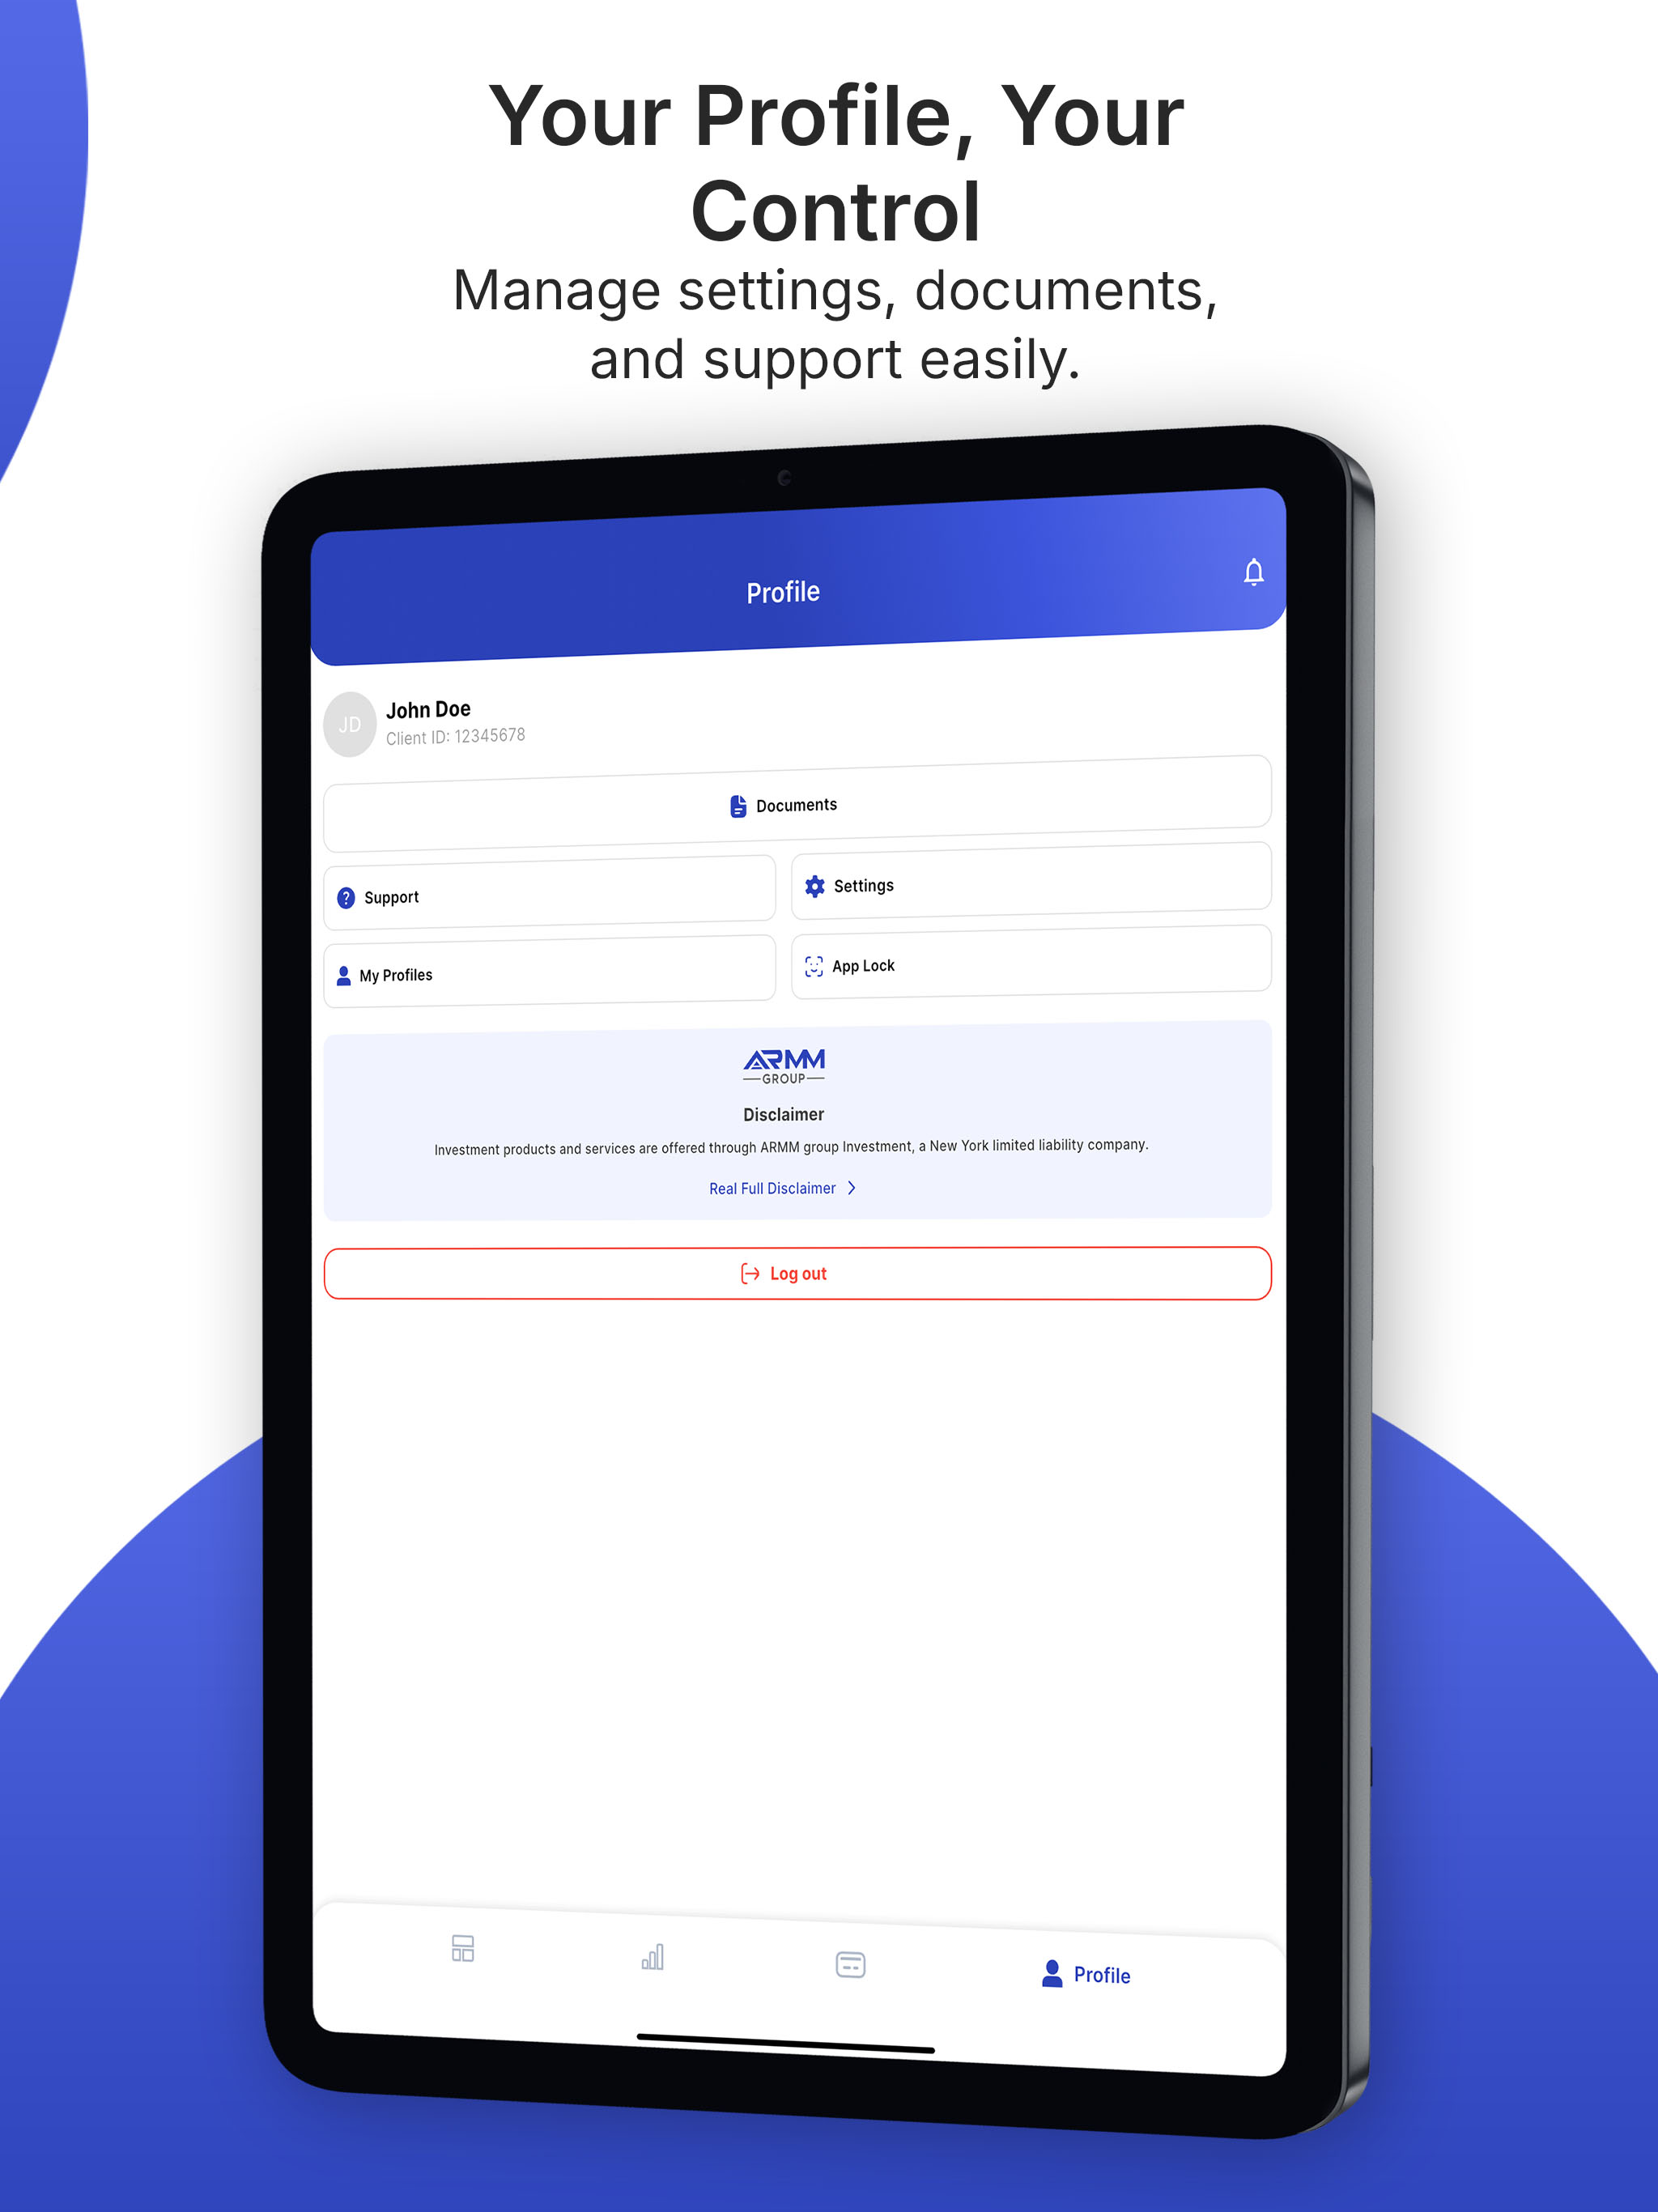 Your Profile, Your
Control
Manage settings, documents,
and support easily.
Profile
JD
John Doe
Client ID: 12345678
Documents
Support
Settings
My Profiles
App Lock
ARMM
GROUP
Disclaimer
Investment products and services are offered through ARMM group Investment, a New York limited liability company.
Real Full Disclaimer
Log out
Profile